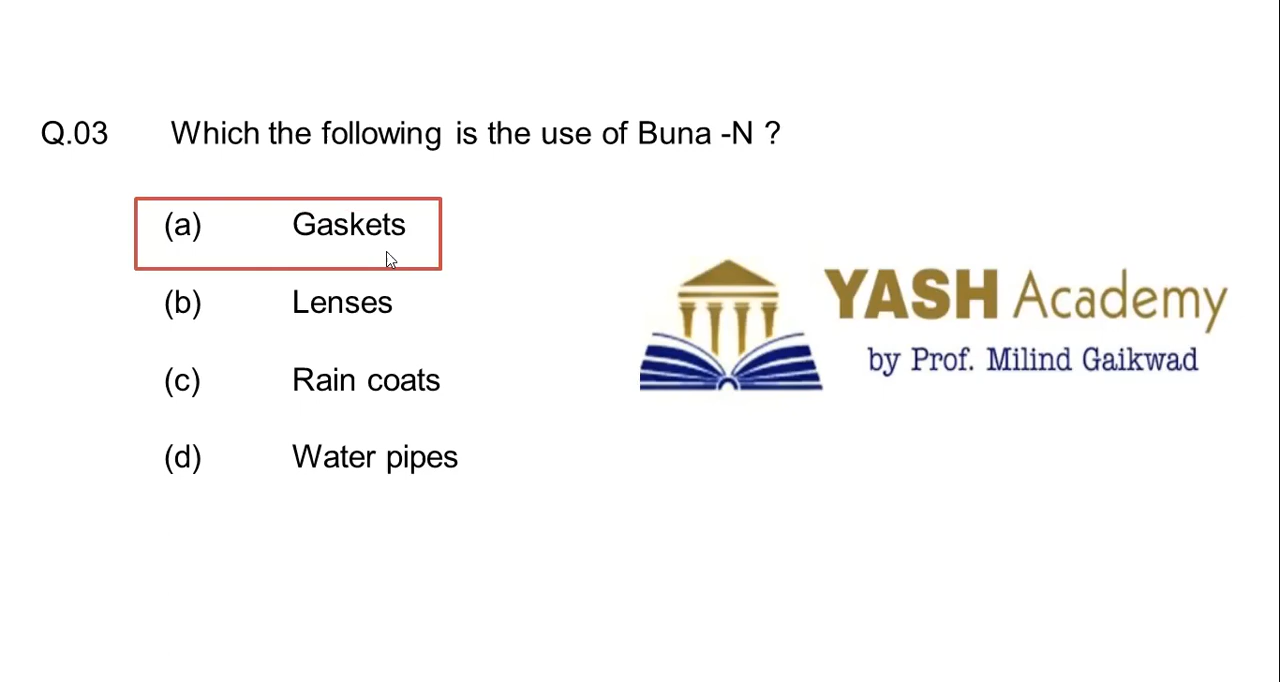 Q.03 Which the following is the use of Buna -N ?
(a) Gaskets
(b) Lenses
(c) Rain coats
(d) Water pipes
YASH Academy
by Prof. Milind Gaikwad